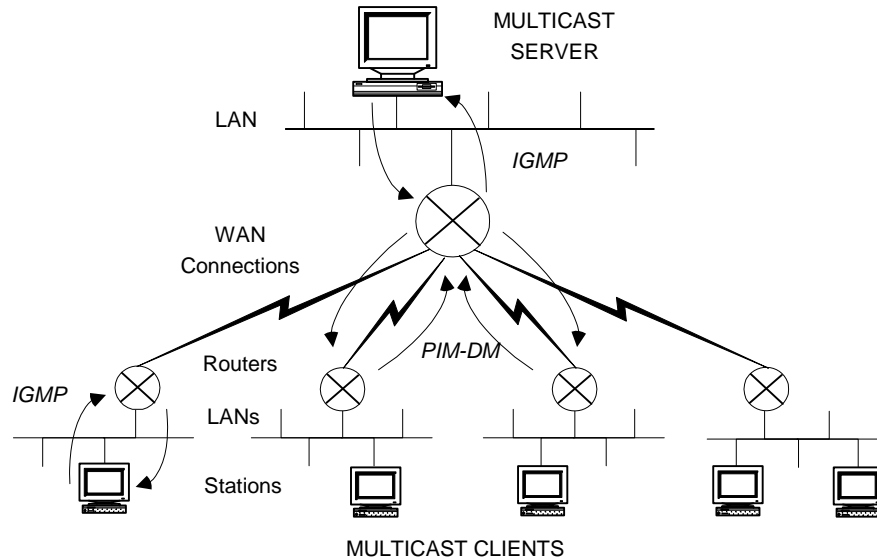 MULTICAST
SERVER
LAN
IGMP
WAN
Connections
PIM-DM
Routers
IGMP
LANs
Stations
MULTICAST CLIENTS